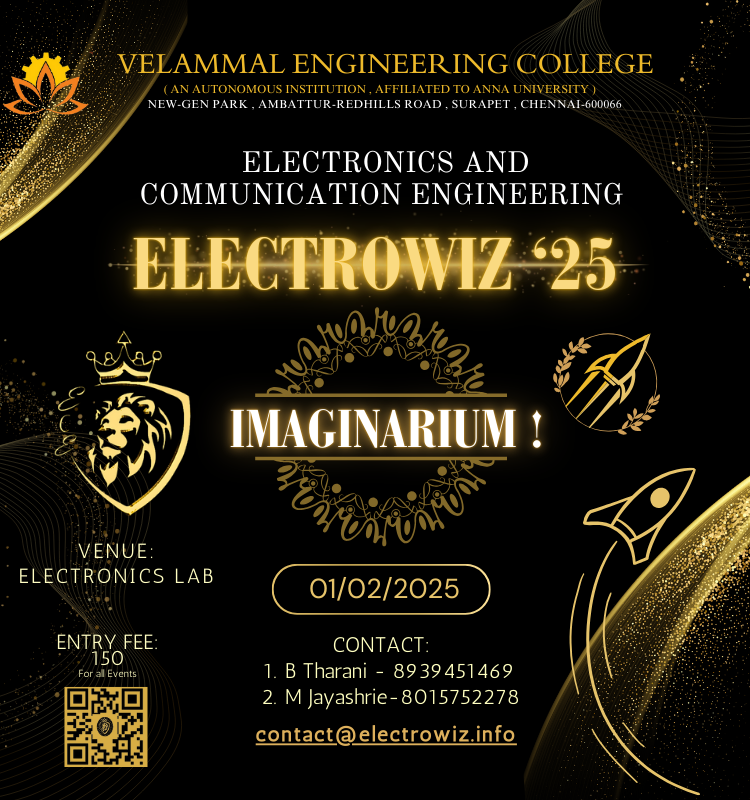 VELAMMAL ENGINEERING COLLEGE
( AN AUTONOMOUS INSTITUTION , AFFILIATED TO ANNA UNIVERSITY )
NEW-GEN PARK , AMBATTUR-REDHILLS ROAD , SURAPET , CHENNAI-600066
ELECTRONICS AND
COMMUNICATION ENGINEERING
ELECTROWIZ ‘25
IMAGINARIUM !
VENUE:
ELECTRONICS LAB
01/02/2025
ENTRY FEE:
150
For all Events
CONTACT:
1. B Tharani - 8939451469
2. M Jayashrie-8015752278
contact@electrowiz.info